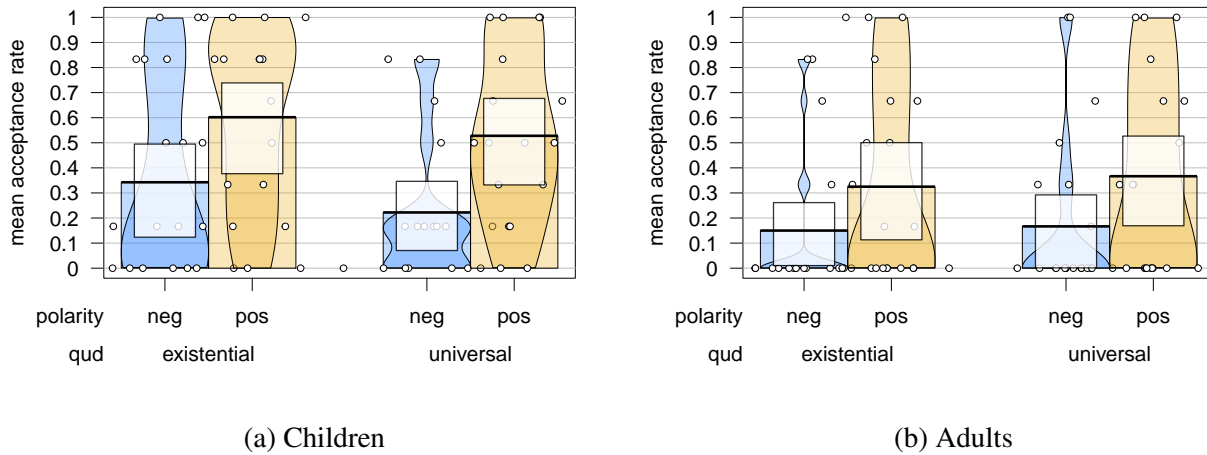 mean acceptance rate
1
0.9
0.8
0.7
0.6
0.5
0.4
0.3
0.2
0.1
0
polarity neg pos neg pos
qud existential universal
(a) Children
mean acceptance rate
1
0.9
0.8
0.7
0.6
0.5
0.4
0.3
0.2
0.1
0
polarity neg pos neg pos
qud existential universal
(b) Adults